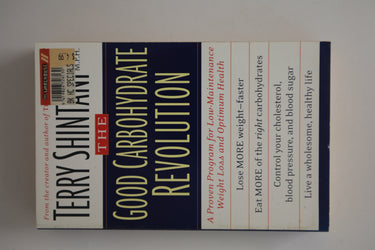 From the creator and author of T
TERRY SHINTANI
M.P.H.
THE
GOOD CARBOHYDRATE
REVOLUTION
A Proven Program for Low-Maintenance
Weight Loss and Optimum Health
Lose MORE weight–faster
Eat MORE of the right carbohydrates
Control your cholesterol,
blood pressure, and blood sugar
Live a wholesome, healthy life